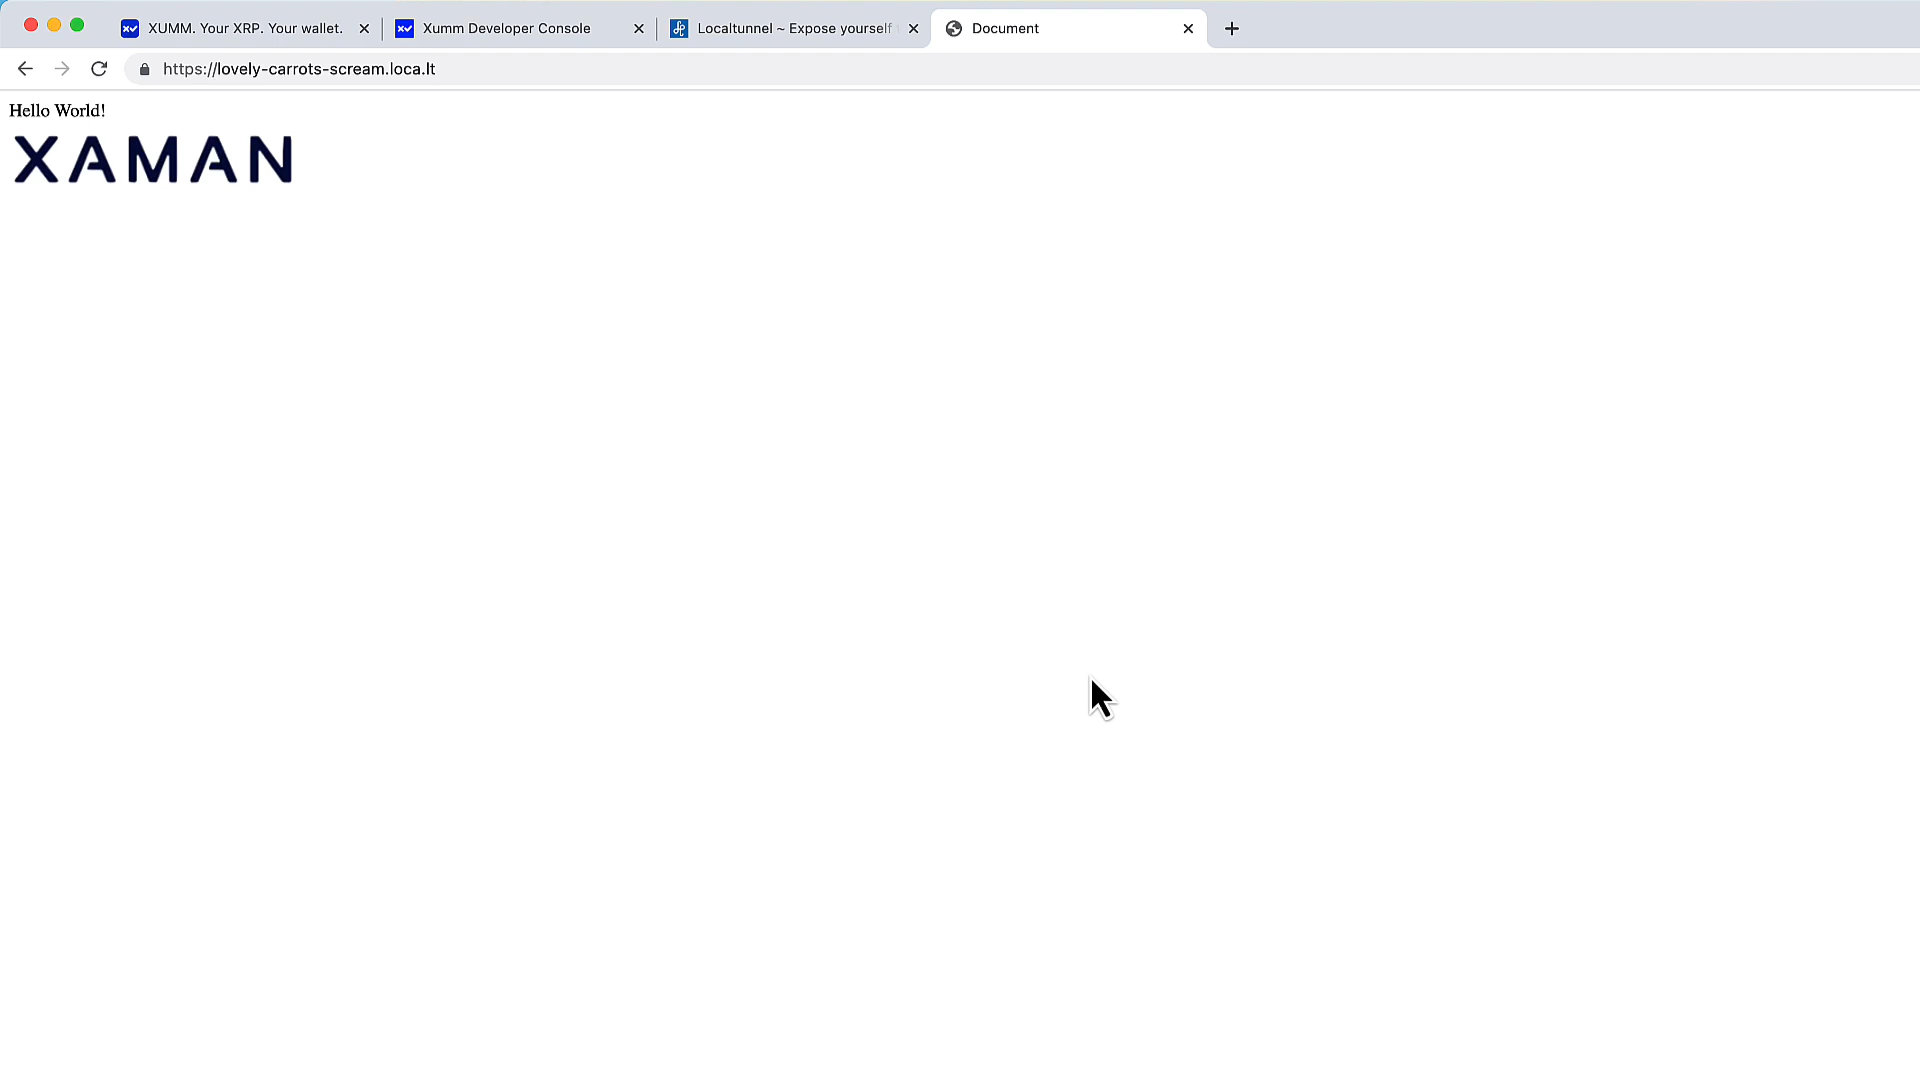 XUMM. Your XRP. Your wallet.
Xumm Developer Console
Localtunnel ~ Expose yourself
Document
https://lovely-carrots-scream.loca.lt
Hello World!
XAMAN